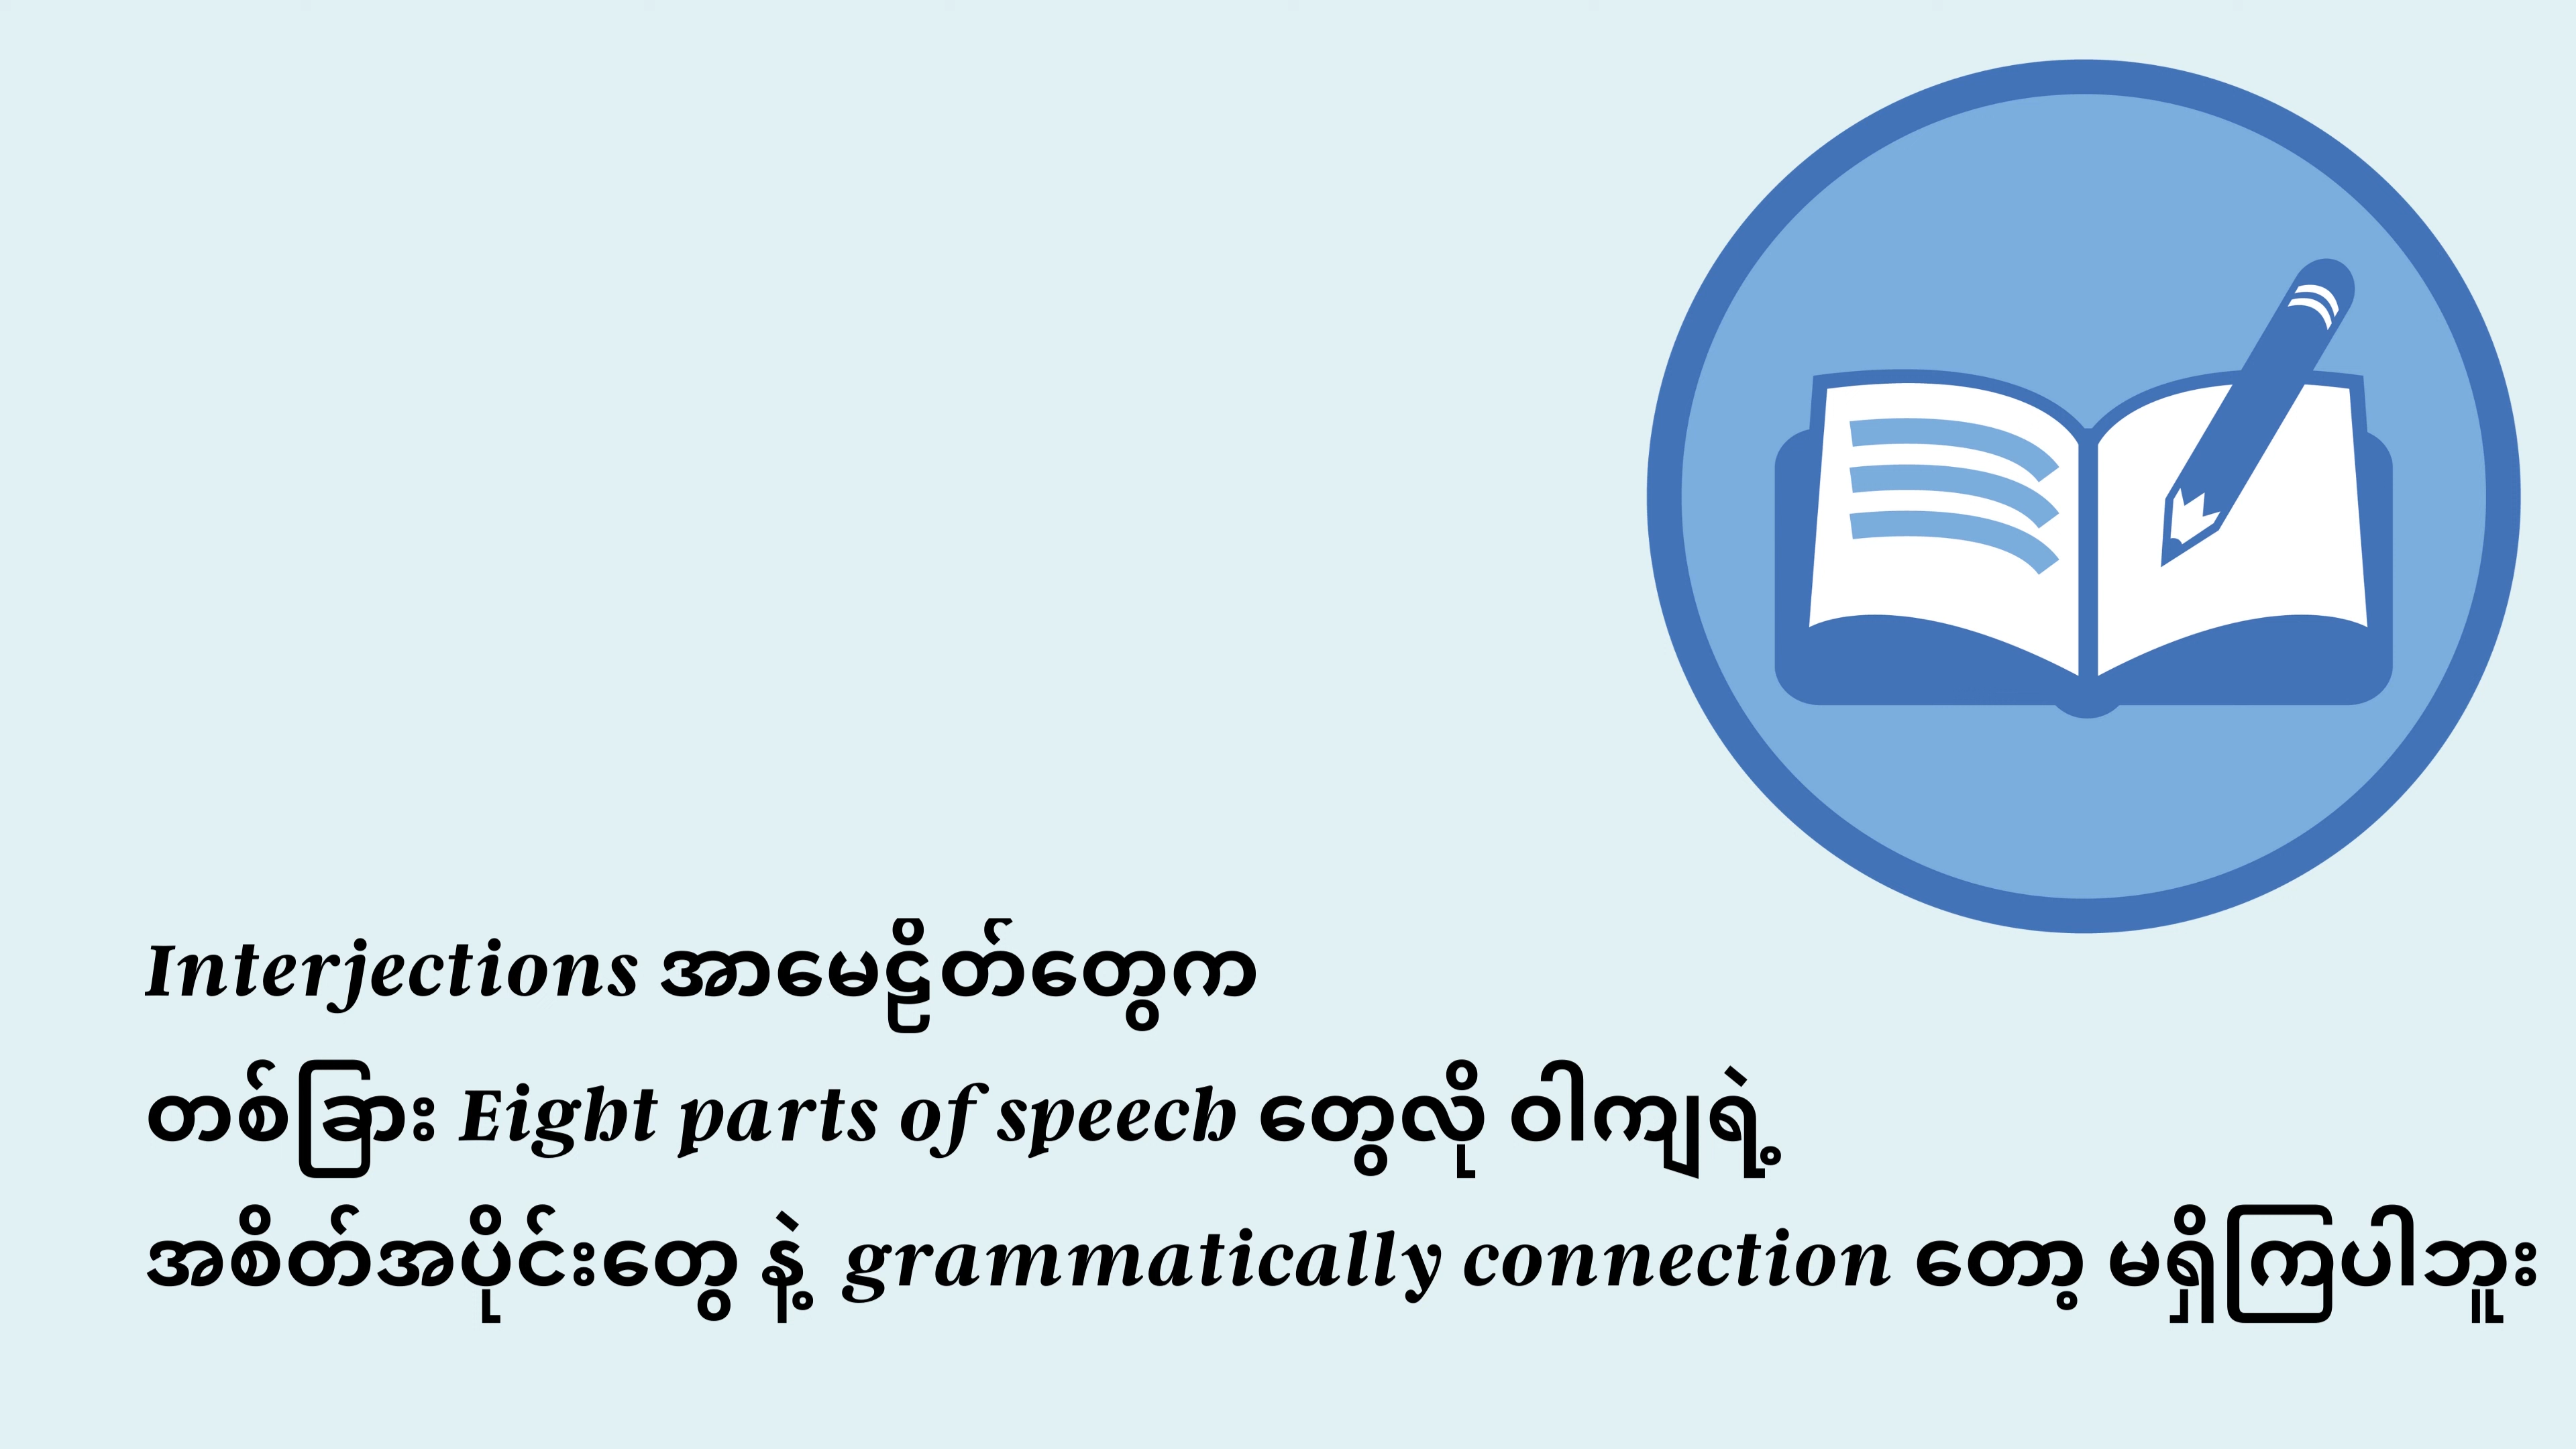 Interjections အာမေဠိတ်တွေက
တစ်ခြား Eight parts of speech တွေလို ဝါကျရဲ့
အစိတ်အပိုင်းတွေ နဲ့ grammatically connection တော့ မရှိကြပါဘူး